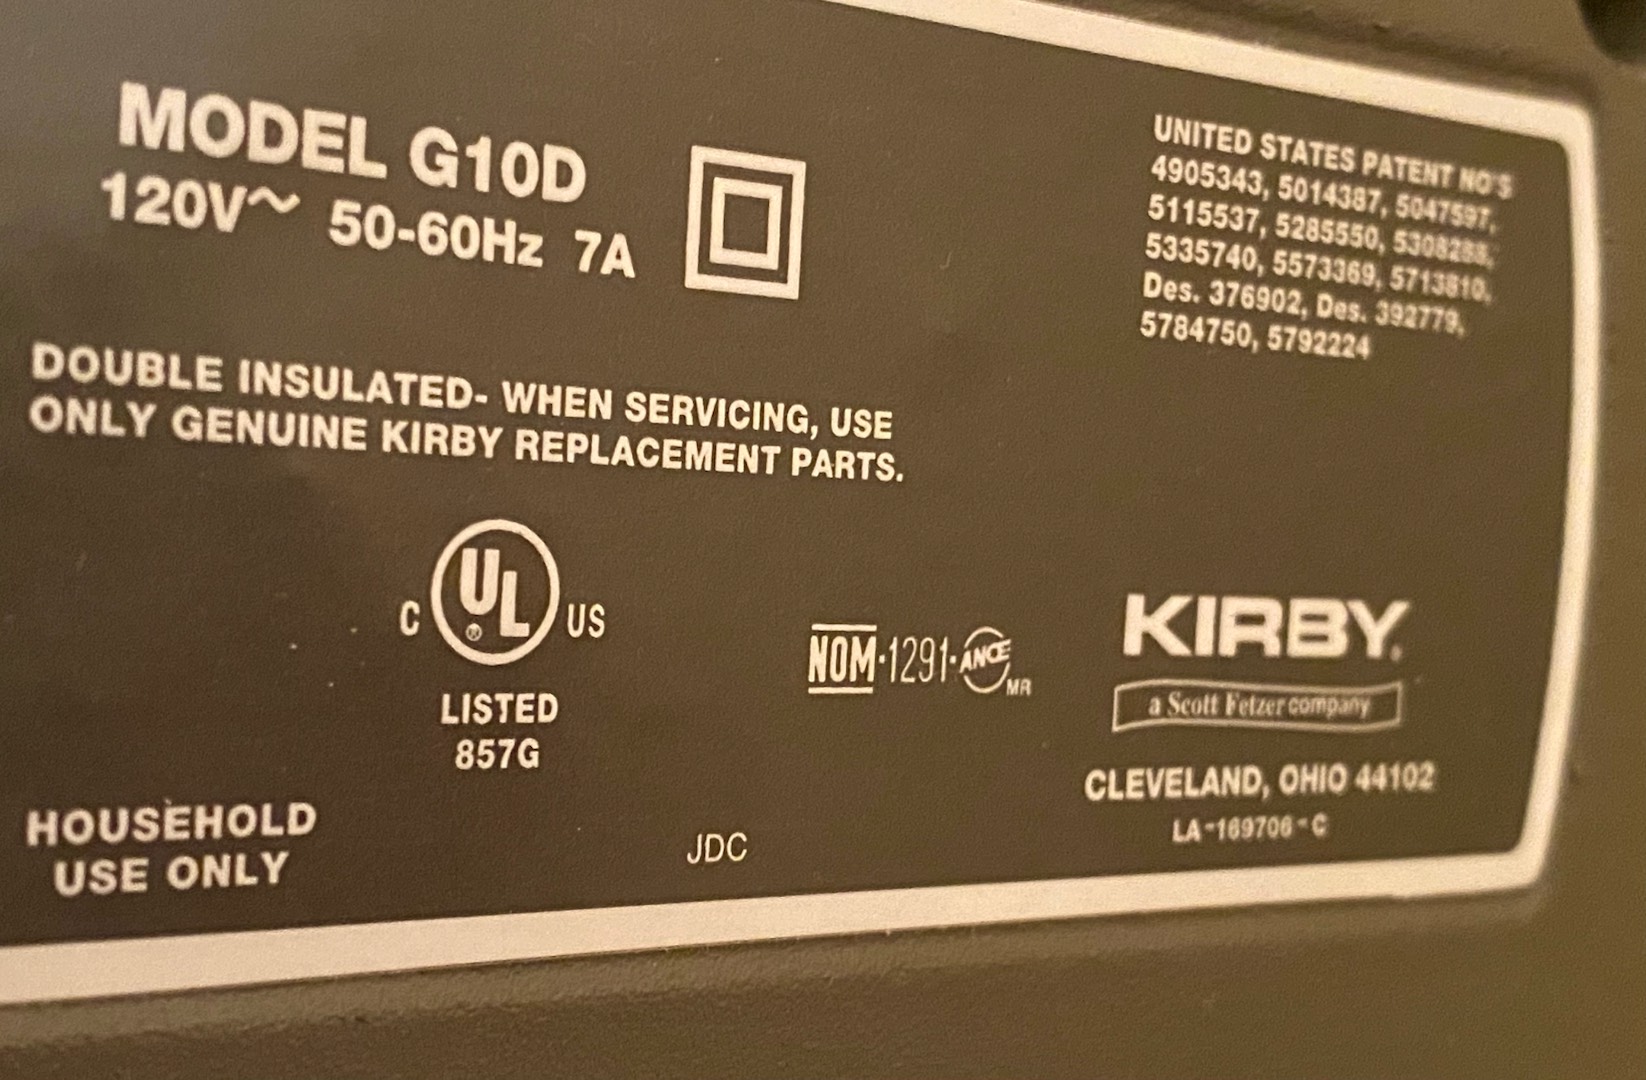 MODEL G10D
120V~ 50-60Hz 7A
UNITED STATES PATENT NO'S
4905343, 5014387, 5047597,
5115537, 5285550, 5308288,
5335740, 5573369, 5713810,
Des. 376902, Des. 392779,
5784750, 5792224
DOUBLE INSULATED- WHEN SERVICING, USE
ONLY GENUINE KIRBY REPLACEMENT PARTS.
C UL ® US
LISTED
857G
NOM-1291-ANCE MR
KIRBY.
a Scott Fetzer company
CLEVELAND, OHIO 44102
LA-169706-C
HOUSEHOLD
USE ONLY
JDC